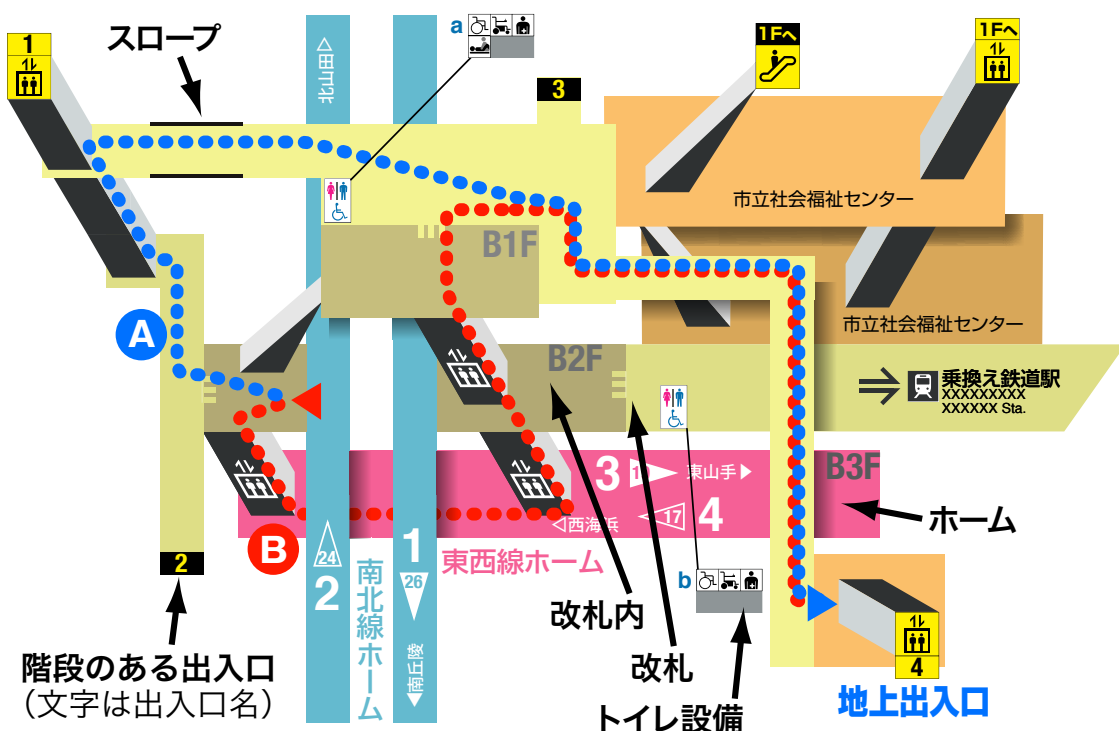 1
スロープ
a
3
1Fへ
1Fへ
北戸田
市立社会福祉センター
B1F
市立社会福祉センター
A
B2F
乗換え鉄道駅
XXXXXXXXX
XXXXXX Sta.
B
3
東山手
B3F
西海浜
17
4
ホーム
東西線ホーム
24
2
南北線ホーム
1
26
南丘陵
2
b
改札内
改札
トイレ設備
階段のある出入口
(文字は出入口名)
4
地上出入口